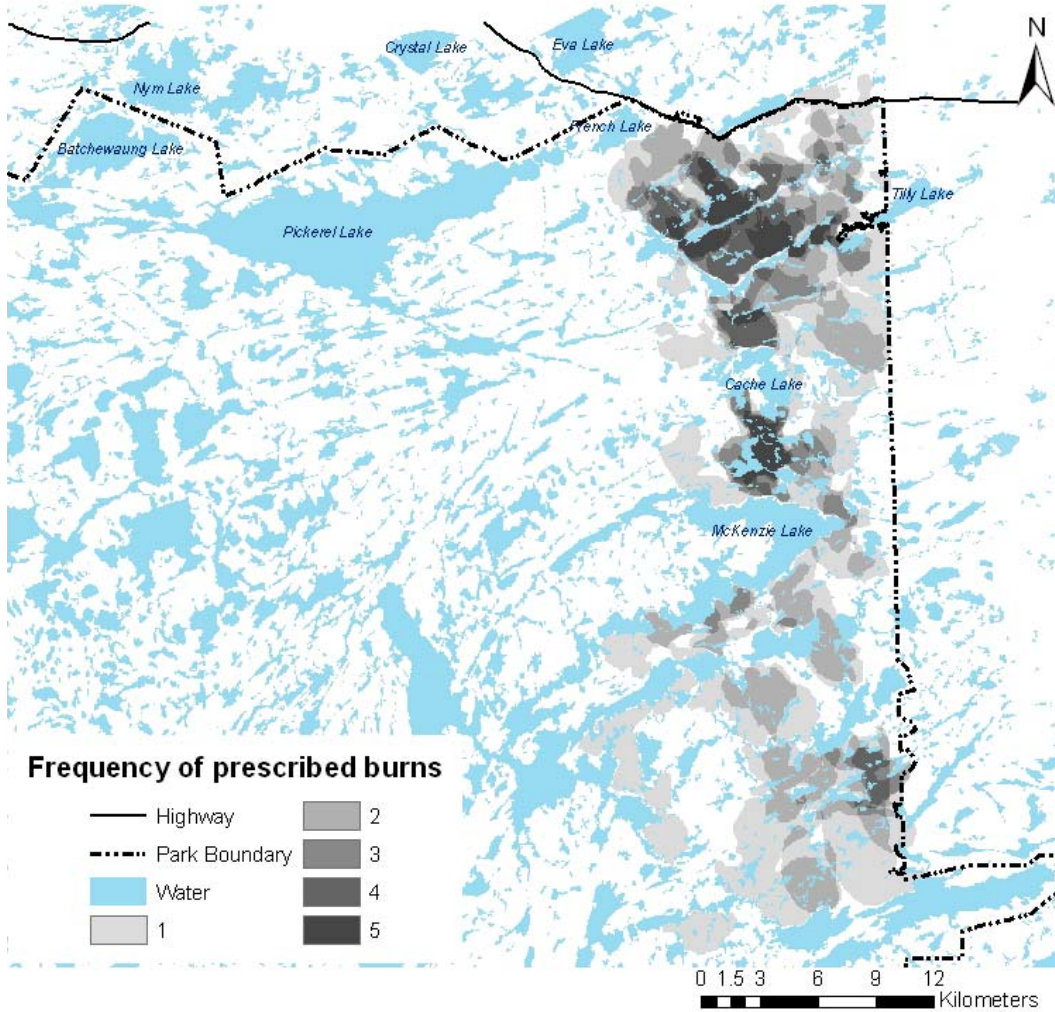 Crystal Lake
Eva Lake
N
Nym Lake
French Lake
Batchewaung Lake
Tilly Lake
Pickerel Lake
Cache Lake
McKenzie Lake
Frequency of prescribed burns
Highway
Park Boundary
Water
1
2
3
4
5
0 1.5 3 6 9 12
Kilometers